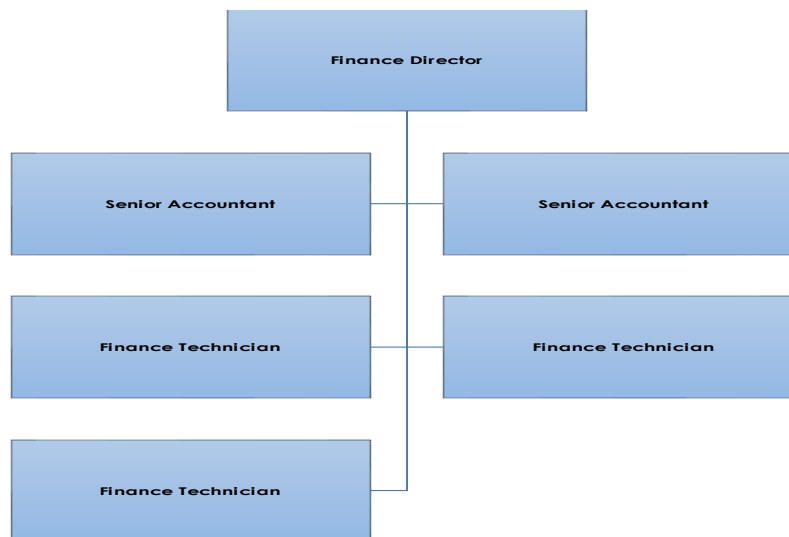 Finance Director
Senior Accountant
Senior Accountant
Finance Technician
Finance Technician
Finance Technician